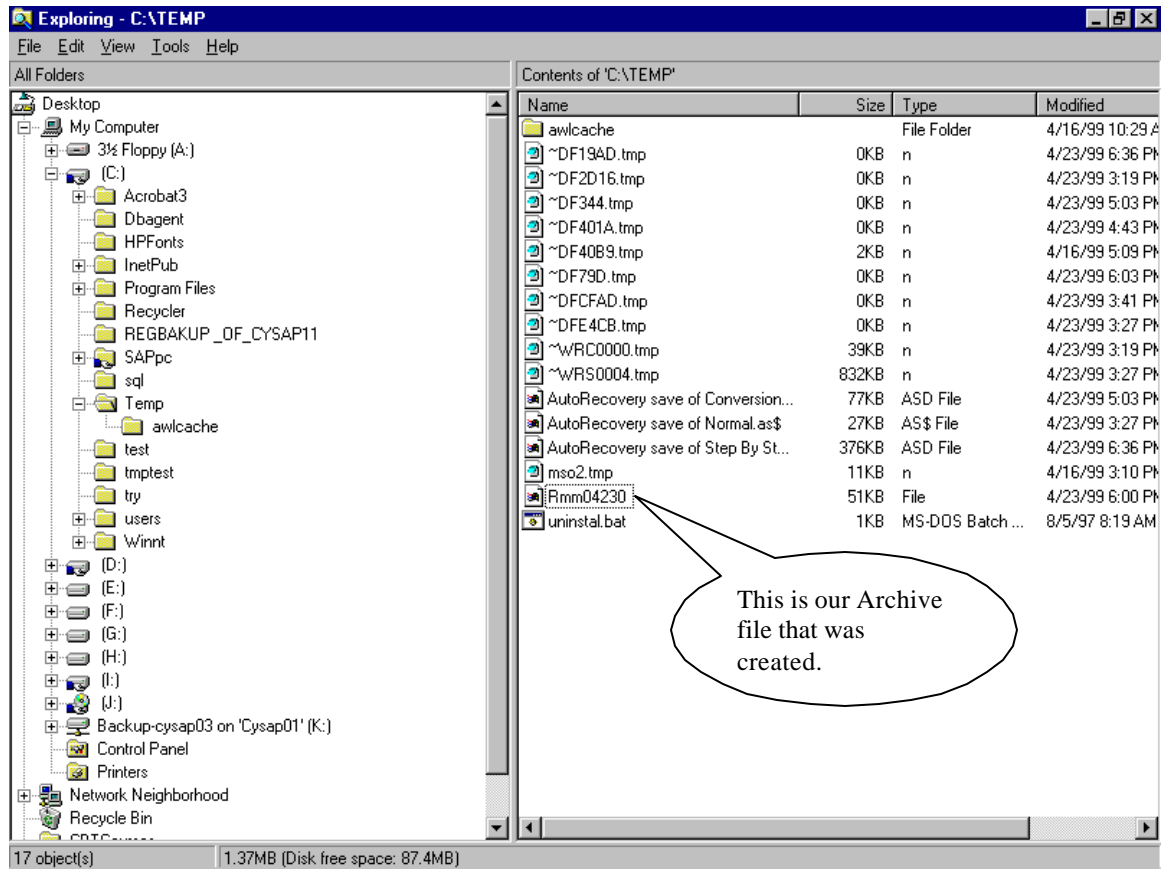 Exploring - C:\TEMP
File Edit View Tools Help
All Folders
Contents of 'C:\TEMP'
Desktop
My Computer
3½ Floppy (A:)
(C:)
Acrobat3
Dbagent
HPFonts
InetPub
Program Files
Recycler
REGBAKUP _OF_CYSAP11
SAPpc
sql
Temp
awlcache
test
tmptest
try
users
Winnt
(D:)
(E:)
(F:)
(G:)
(H:)
(I:)
(J:)
Backup-cysap03 on 'Cysap01' (K:)
Control Panel
Printers
Network Neighborhood
Recycle Bin
Name Size Type Modified
awlcache File Folder 4/16/99 10:29 A
~DF19AD.tmp 0KB n 4/23/99 6:36 PM
~DF2D16.tmp 0KB n 4/23/99 3:19 PM
~DF344.tmp 0KB n 4/23/99 5:03 PM
~DF401A.tmp 0KB n 4/23/99 4:43 PM
~DF40B9.tmp 2KB n 4/16/99 5:09 PM
~DF79D.tmp 0KB n 4/23/99 6:03 PM
~DFCFAD.tmp 0KB n 4/23/99 3:41 PM
~DFE4CB.tmp 0KB n 4/23/99 3:27 PM
~WRC0000.tmp 39KB n 4/23/99 3:19 PM
~WRS0004.tmp 832KB n 4/23/99 3:27 PM
AutoRecovery save of Conversion... 77KB ASD File 4/23/99 5:03 PM
AutoRecovery save of Normal.as$ 27KB AS$ File 4/23/99 3:27 PM
AutoRecovery save of Step By St... 376KB ASD File 4/23/99 6:36 PM
mso2.tmp 11KB n 4/16/99 3:10 PM
Rmm04230 51KB File 4/23/99 6:00 PM
uninstal.bat 1KB MS-DOS Batch ... 8/5/97 8:19 AM
This is our Archive
file that was
created.
17 object(s) 1.37MB (Disk free space: 87.4MB)